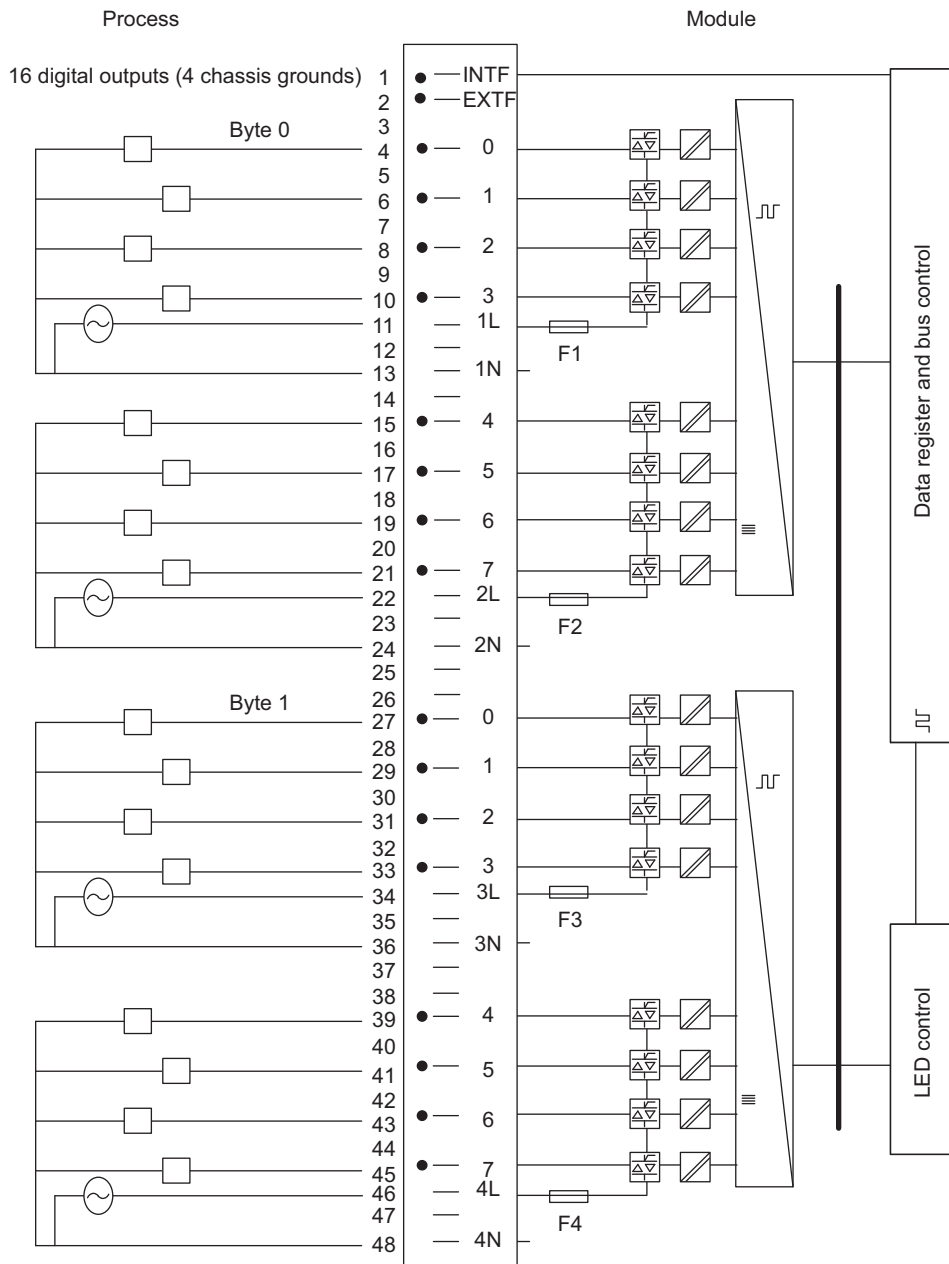 Process Module
16 digital outputs (4 chassis grounds) 1 INTF
2 EXTF
Byte 0 3
4 0
5
6 1
7
8 2
9
10 3
11 1L
F1
12
13 1N
14
15 4
16
17 5
18
19 6
20
21 7
22 2L
F2
23
24 2N
25
26
Byte 1
27 0
28
29 1
30
31 2
32
33 3
34 3L
F3
35
36 3N
37
38
39 4
40
41 5
42
43 6
44
45 7
46 4L
F4
47
48 4N
Data register and bus control
LED control